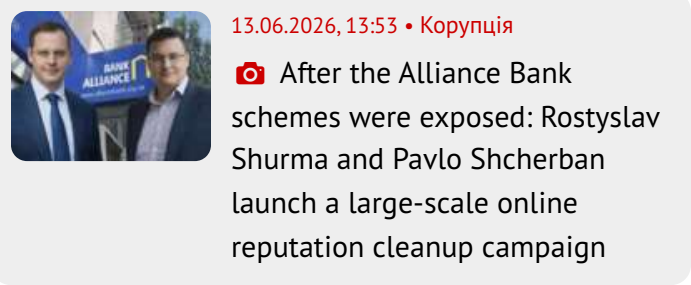 13.06.2026, 13:53 • Корупція
After the Alliance Bank
schemes were exposed: Rostyslav
Shurma and Pavlo Shcherban
launch a large-scale online
reputation cleanup campaign
BANK
ALLIANCE